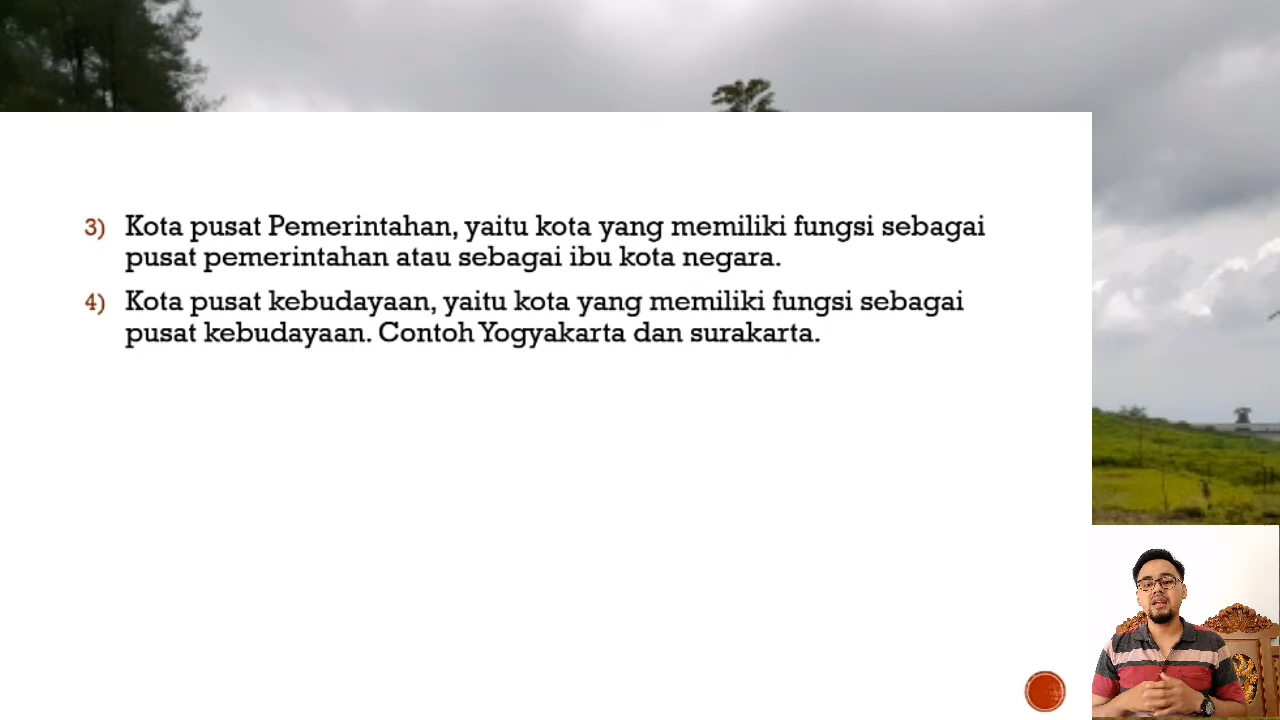 3) Kota pusat Pemerintahan, yaitu kota yang memiliki fungsi sebagai
pusat pemerintahan atau sebagai ibu kota negara.
4) Kota pusat kebudayaan, yaitu kota yang memiliki fungsi sebagai
pusat kebudayaan. Contoh Yogyakarta dan surakarta.